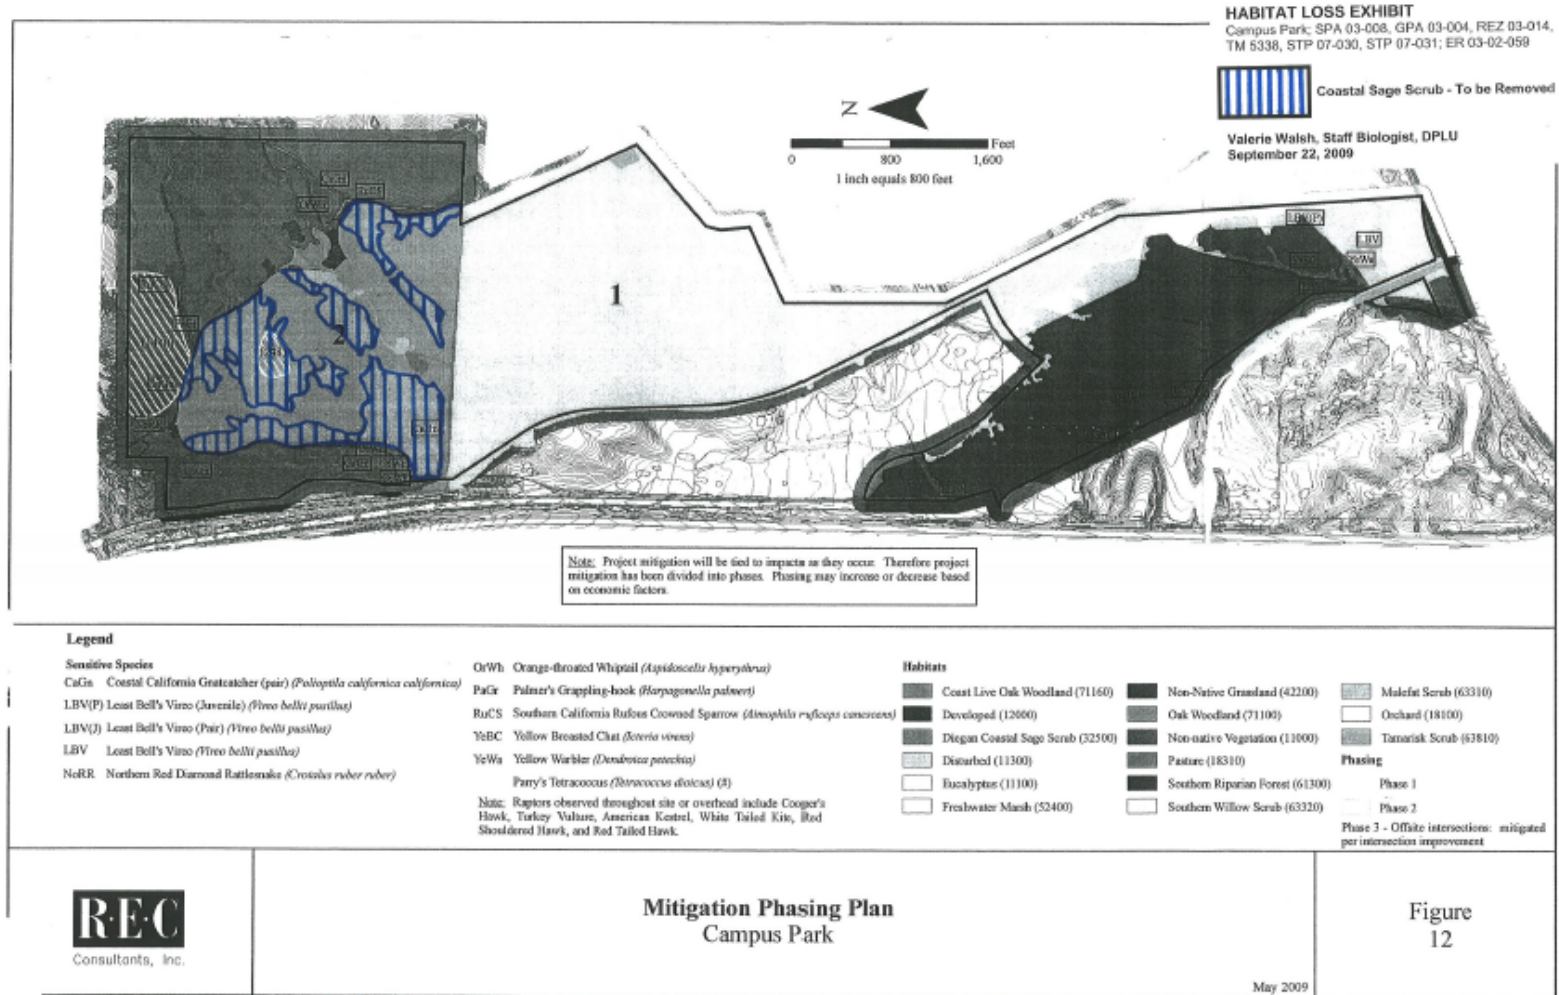 HABITAT LOSS EXHIBIT
Campus Park; SPA 03-008, GPA 03-004, REZ 03-014,
TM 5338, STP 07-030, STP 07-031; ER 03-02-059
Coastal Sage Scrub - To be Removed
Valerie Walsh, Staff Biologist, DPLU
September 22, 2009
N
Feet
0 800 1,600
1 inch equals 800 feet
1
2
LBV(P)
LBV
YeWa
Note: Project mitigation will be tied to impacts as they occur. Therefore project
mitigation has been divided into phases. Phasing may increase or decrease based
on economic factors.
Legend
Sensitive Species
CaGn Coastal California Gnatcatcher (pair) (Polioptila californica californica)
LBV(P) Least Bell's Vireo (Juvenile) (Vireo bellii pusillus)
LBV(J) Least Bell's Vireo (Pair) (Vireo bellii pusillus)
LBV Least Bell's Vireo (Vireo bellii pusillus)
NoRR Northern Red Diamond Rattlesnake (Crotalus ruber ruber)
OrWh Orange-throated Whiptail (Aspidoscelis hyperythrus)
PaGr Palmer's Grappling-hook (Harpagonella palmeri)
RuCS Southern California Rufous Crowned Sparrow (Aimophila ruficeps canescens)
YeBC Yellow Breasted Chat (Icteria virens)
YeWa Yellow Warbler (Dendroica petechia)
Parry's Tetracoccus (Tetracoccus dioicus) (#)
Note: Raptors observed throughout site or overhead include Cooper's
Hawk, Turkey Vulture, American Kestrel, White Tailed Kite, Red
Shouldered Hawk, and Red Tailed Hawk.
Habitats
Coast Live Oak Woodland (71160)
Developed (12000)
Diegan Coastal Sage Scrub (32500)
Disturbed (11300)
Eucalyptus (11100)
Freshwater Marsh (52400)
Non-Native Grassland (42200)
Oak Woodland (71100)
Non-native Vegetation (11000)
Pasture (18310)
Southern Riparian Forest (61300)
Southern Willow Scrub (63320)
Mulefat Scrub (63310)
Orchard (18100)
Tamarisk Scrub (63810)
Phasing
Phase 1
Phase 2
Phase 3 - Offsite intersections: mitigated
per intersection improvement
R·E·C
Consultants, Inc.
Mitigation Phasing Plan
Campus Park
Figure
12
May 2009